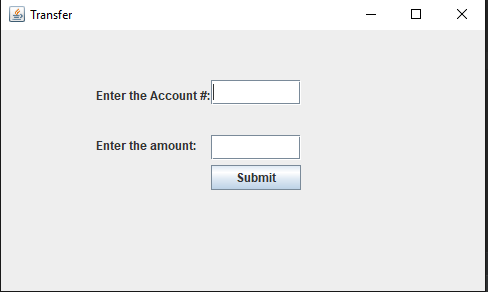 Transfer
Enter the Account #:
Enter the amount:
Submit